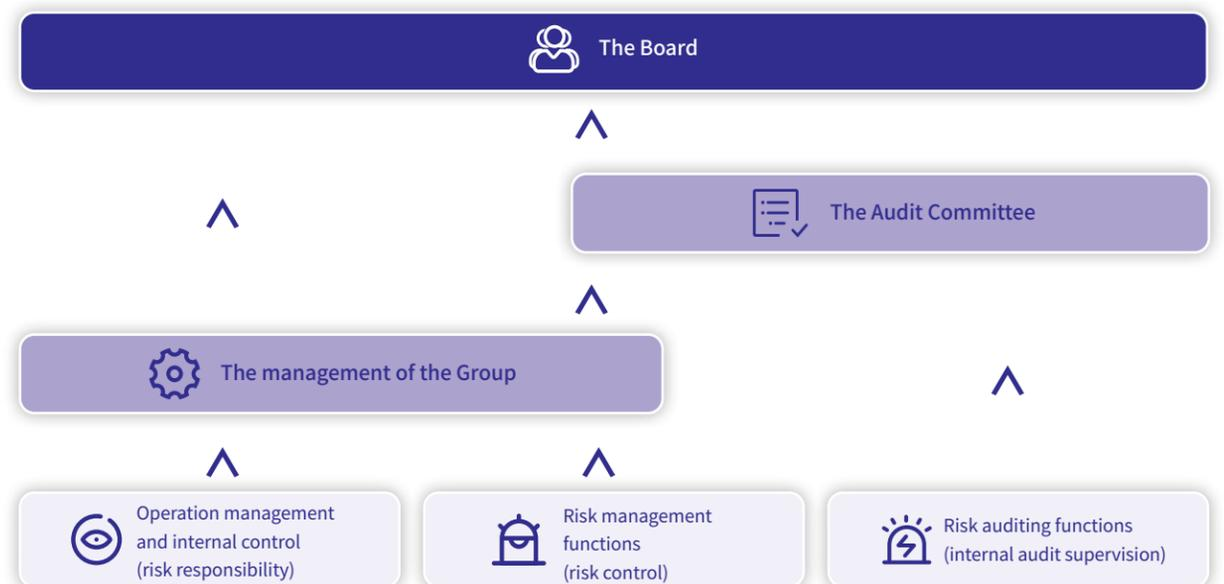 The Board
The Audit Committee
The management of the Group
Operation management
and internal control
(risk responsibility)
Risk management
functions
(risk control)
Risk auditing functions
(internal audit supervision)